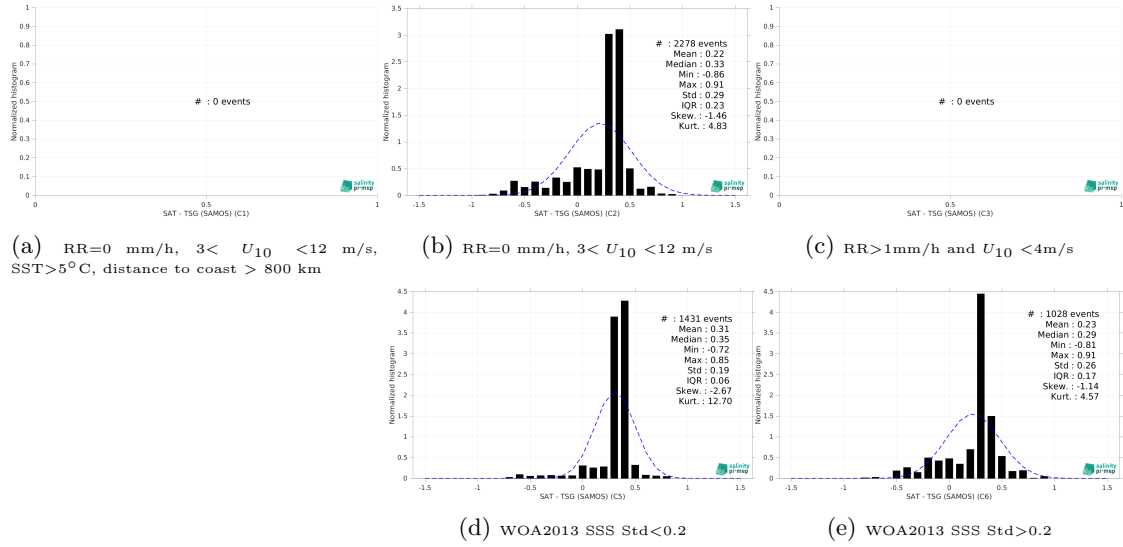 1
0.9
0.8
0.7
0.6
0.5
0.4
0.3
0.2
0.1
0
Normalized histogram
# : 0 events
salinity
pi-mep
0 0.5 1
SAT - TSG (SAMOS) (C1)
(a) RR=0 mm/h, 3< U10 <12 m/s,
SST>5°C, distance to coast > 800 km
3.5
3
2.5
2
1.5
1
0.5
0
Normalized histogram
# : 2278 events
Mean : 0.22
Median : 0.33
Min : -0.86
Max : 0.91
Std : 0.29
IQR : 0.23
Skew. : -1.46
Kurt. : 4.83
salinity
pi-mep
-1.5 -1 -0.5 0 0.5 1 1.5
SAT - TSG (SAMOS) (C2)
(b) RR=0 mm/h, 3< U10 <12 m/s
1
0.9
0.8
0.7
0.6
0.5
0.4
0.3
0.2
0.1
0
Normalized histogram
# : 0 events
salinity
pi-mep
0 0.5 1
SAT - TSG (SAMOS) (C3)
(c) RR>1mm/h and U10 <4m/s
4.5
4
3.5
3
2.5
2
1.5
1
0.5
0
Normalized histogram
# : 1431 events
Mean : 0.31
Median : 0.35
Min : -0.72
Max : 0.85
Std : 0.19
IQR : 0.06
Skew. : -2.67
Kurt. : 12.70
salinity
pi-mep
-1.5 -1 -0.5 0 0.5 1 1.5
SAT - TSG (SAMOS) (C5)
(d) WOA2013 SSS Std<0.2
4.5
4
3.5
3
2.5
2
1.5
1
0.5
0
Normalized histogram
# : 1028 events
Mean : 0.23
Median : 0.29
Min : -0.81
Max : 0.91
Std : 0.26
IQR : 0.17
Skew. : -1.14
Kurt. : 4.57
salinity
pi-mep
-1.5 -1 -0.5 0 0.5 1 1.5
SAT - TSG (SAMOS) (C6)
(e) WOA2013 SSS Std>0.2